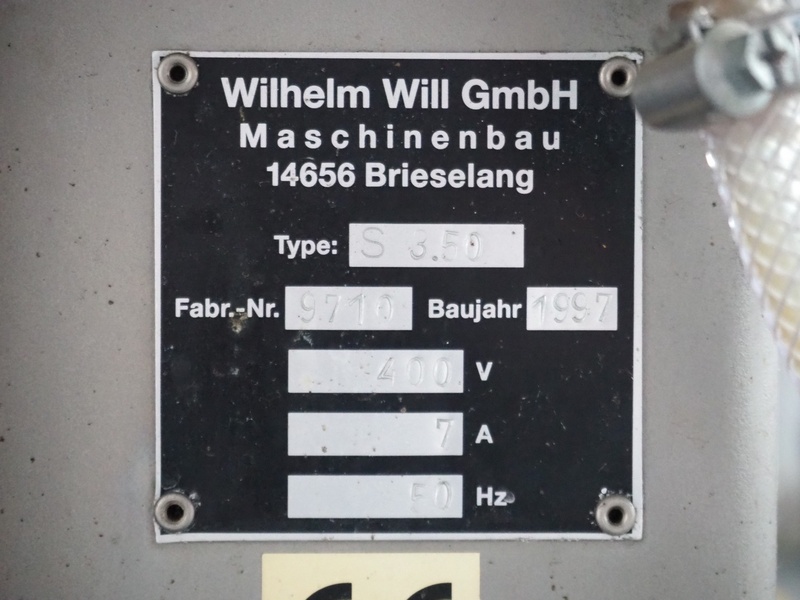 Wilhelm Will GmbH
Maschinenbau
14656 Brieselang
Type: S 3.50
Fabr.-Nr. 9710 Baujahr 1997
400 V
7 A
50 Hz